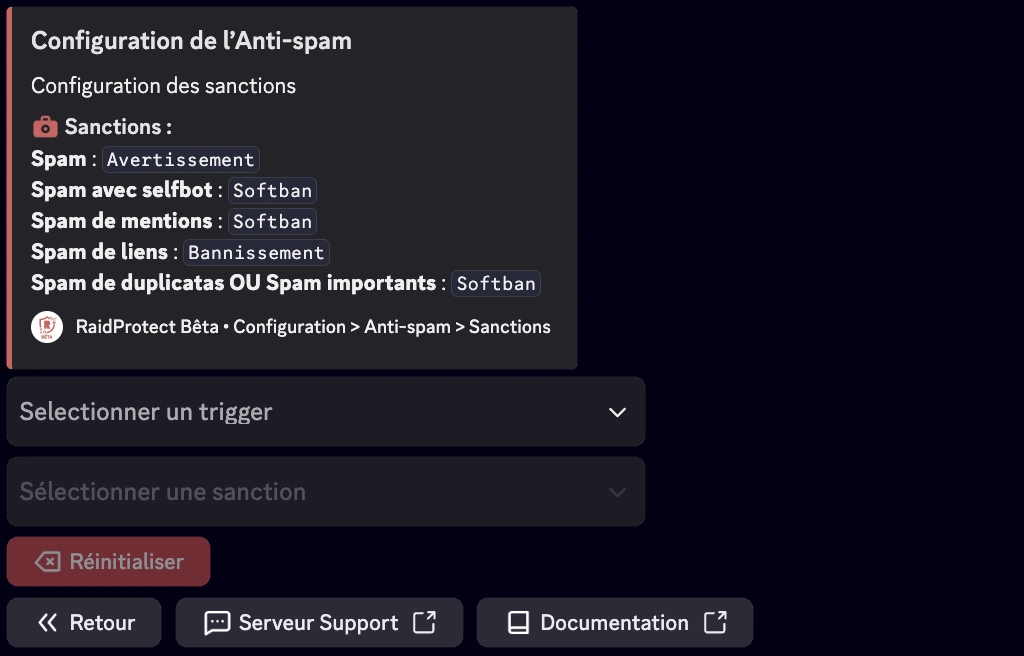 Configuration de l’Anti-spam
Configuration des sanctions
Sanctions :
Spam : Avertissement
Spam avec selfbot : Softban
Spam de mentions : Softban
Spam de liens : Bannissement
Spam de duplicatas OU Spam importants : Softban
RaidProtect Bêta • Configuration > Anti-spam > Sanctions
Selectionner un trigger
Sélectionner une sanction
Réinitialiser
Retour
Serveur Support
Documentation